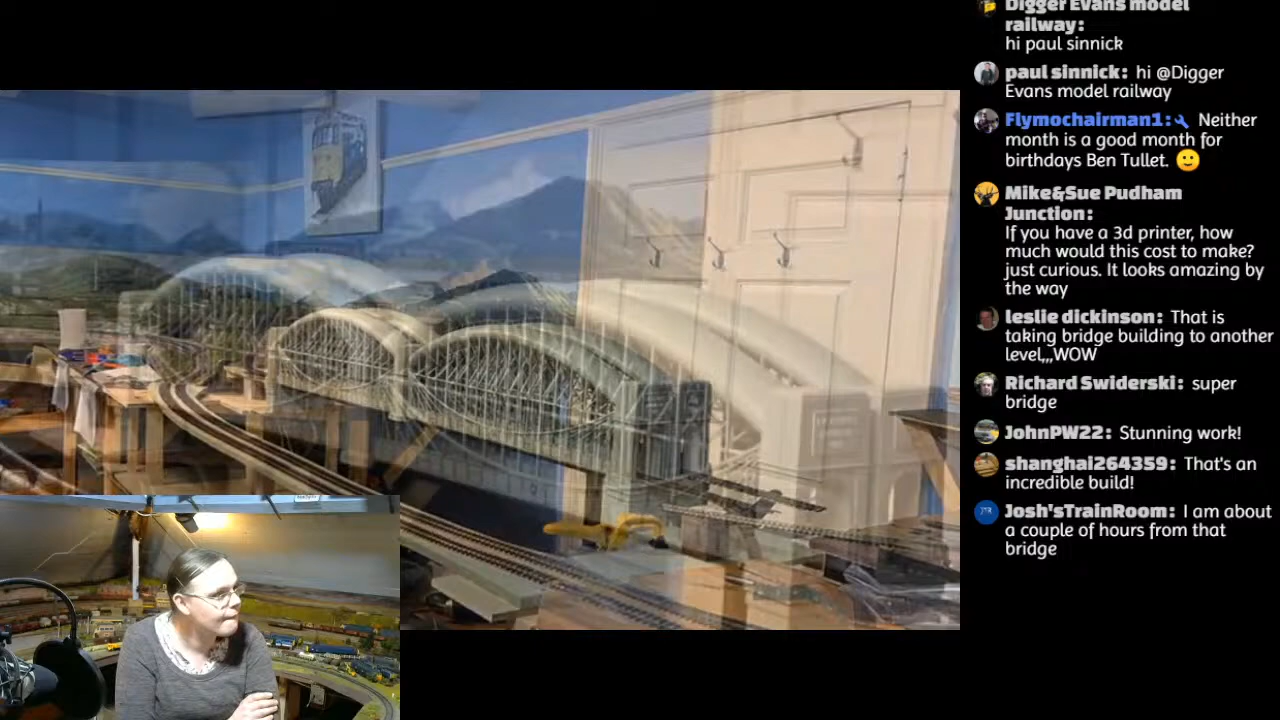 Digger Evans model
railway:
hi paul sinnick
paul sinnick: hi @Digger
Evans model railway
Flymochairman1: Neither
month is a good month for
birthdays Ben Tullet. 🙂
Mike&Sue Pudham
Junction:
If you have a 3d printer, how
much would this cost to make?
just curious. It looks amazing by
the way
leslie dickinson: That is
taking bridge building to another
level,,,WOW
Richard Swiderski: super
bridge
JohnPW22: Stunning work!
shanghai264359: That's an
incredible build!
Josh'sTrainRoom: I am about
a couple of hours from that
bridge